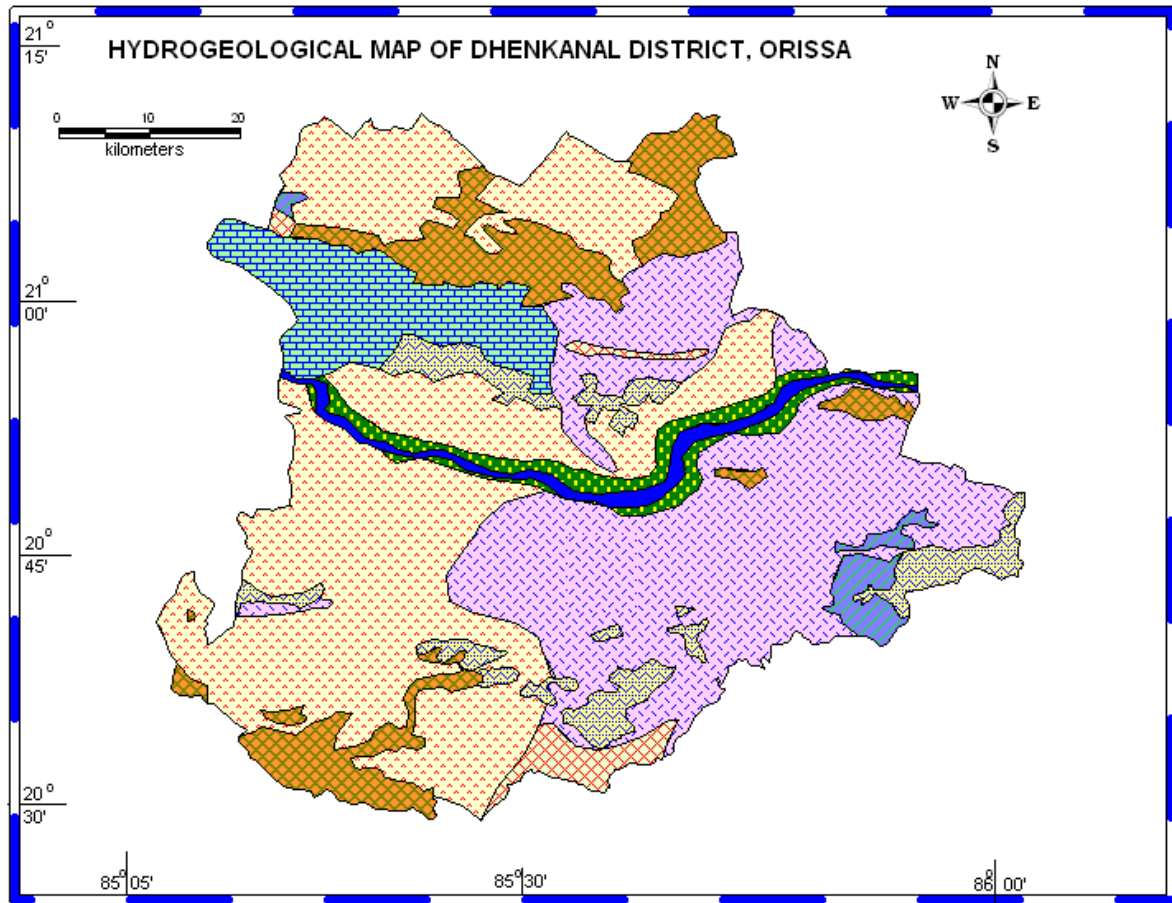 21°
15'
HYDROGEOLOGICAL MAP OF DHENKANAL DISTRICT, ORISSA
N
W E
S
0 10 20
kilometers
21°
00'
20°
45'
20°
30'
85° 05' 85° 30' 86° 00'